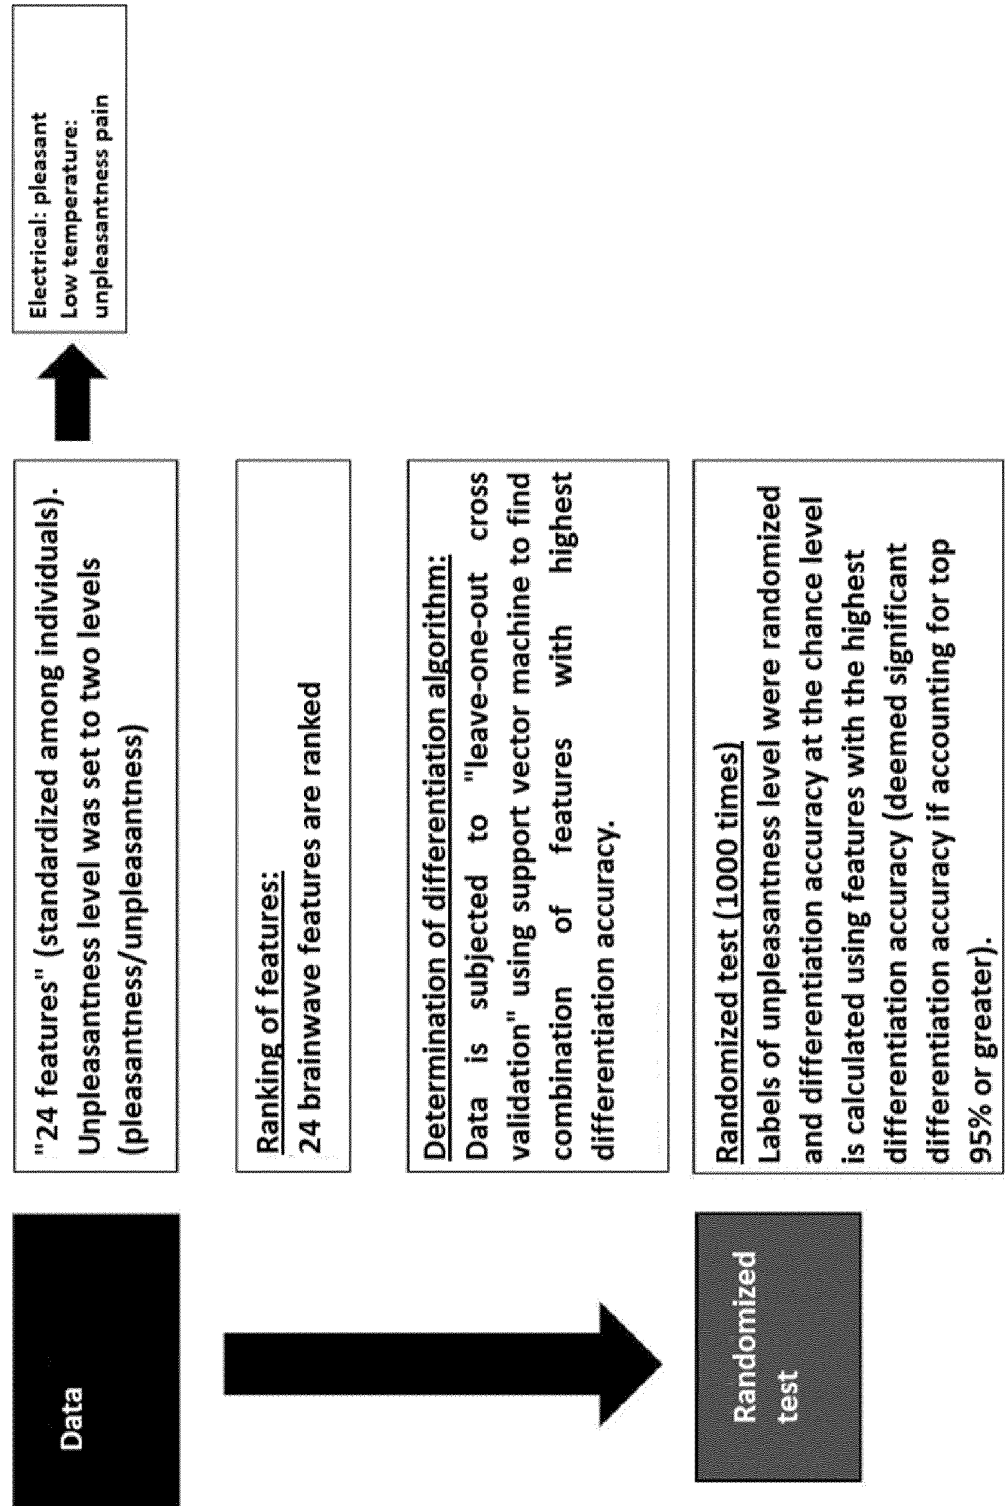 Data
"24 features" (standardized among individuals).
Unpleasantness level was set to two levels
(pleasantness/unpleasantness)
Electrical: pleasant
Low temperature:
unpleasantness pain
Ranking of features:
24 brainwave features are ranked
Determination of differentiation algorithm:
Data is subjected to "leave-one-out cross
validation" using support vector machine to find
combination of features with highest
differentiation accuracy.
Randomized
test
Randomized test (1000 times)
Labels of unpleasantness level were randomized
and differentiation accuracy at the chance level
is calculated using features with the highest
differentiation accuracy (deemed significant
differentiation accuracy if accounting for top
95% or greater).